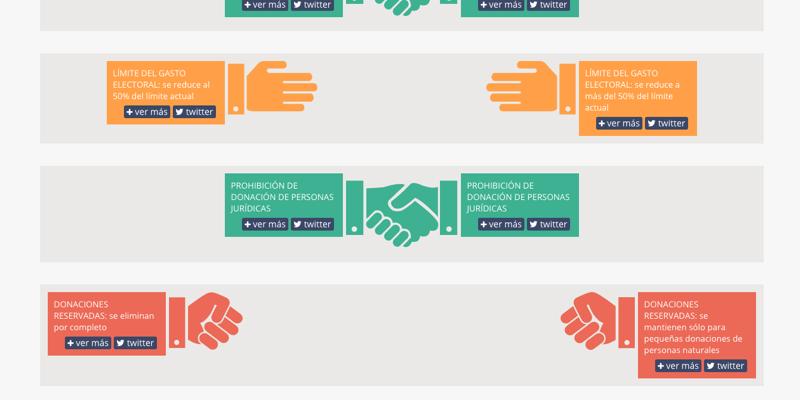 ver más twitter
ver más twitter
LÍMITE DEL GASTO
ELECTORAL: se reduce al
50% del límite actual
ver más twitter
LÍMITE DEL GASTO
ELECTORAL: se reduce a
más del 50% del límite
actual
ver más twitter
PROHIBICIÓN DE
DONACIÓN DE PERSONAS
JURÍDICAS
ver más twitter
PROHIBICIÓN DE
DONACIÓN DE PERSONAS
JURÍDICAS
ver más twitter
DONACIONES
RESERVADAS: se eliminan
por completo
ver más twitter
DONACIONES
RESERVADAS: se
mantienen sólo para
pequeñas donaciones de
personas naturales
ver más twitter